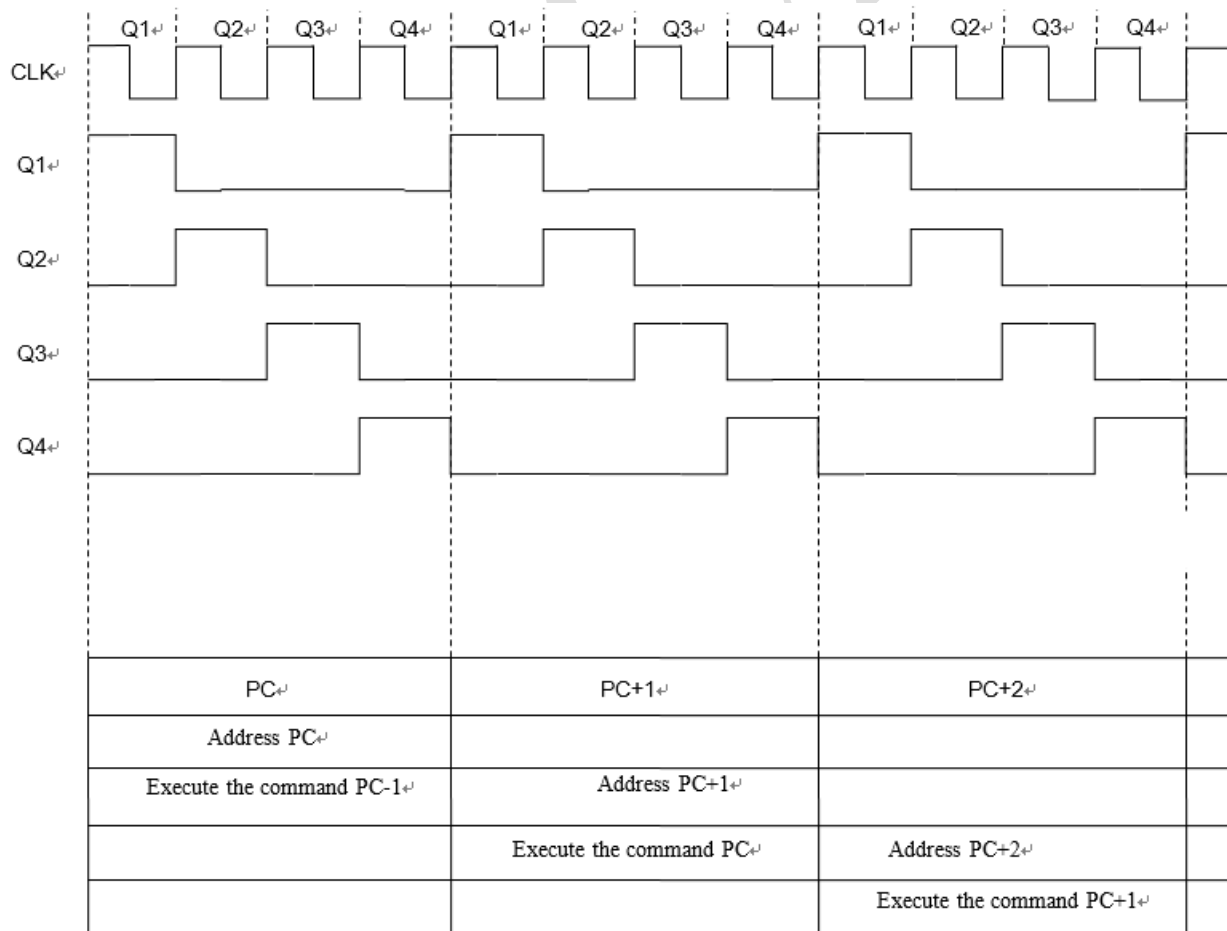 Q1 Q2 Q3 Q4 Q1 Q2 Q3 Q4 Q1 Q2 Q3 Q4
CLK
Q1
Q2
Q3
Q4
PC PC+1 PC+2
Address PC
Execute the command PC-1 Address PC+1
Execute the command PC Address PC+2
Execute the command PC+1